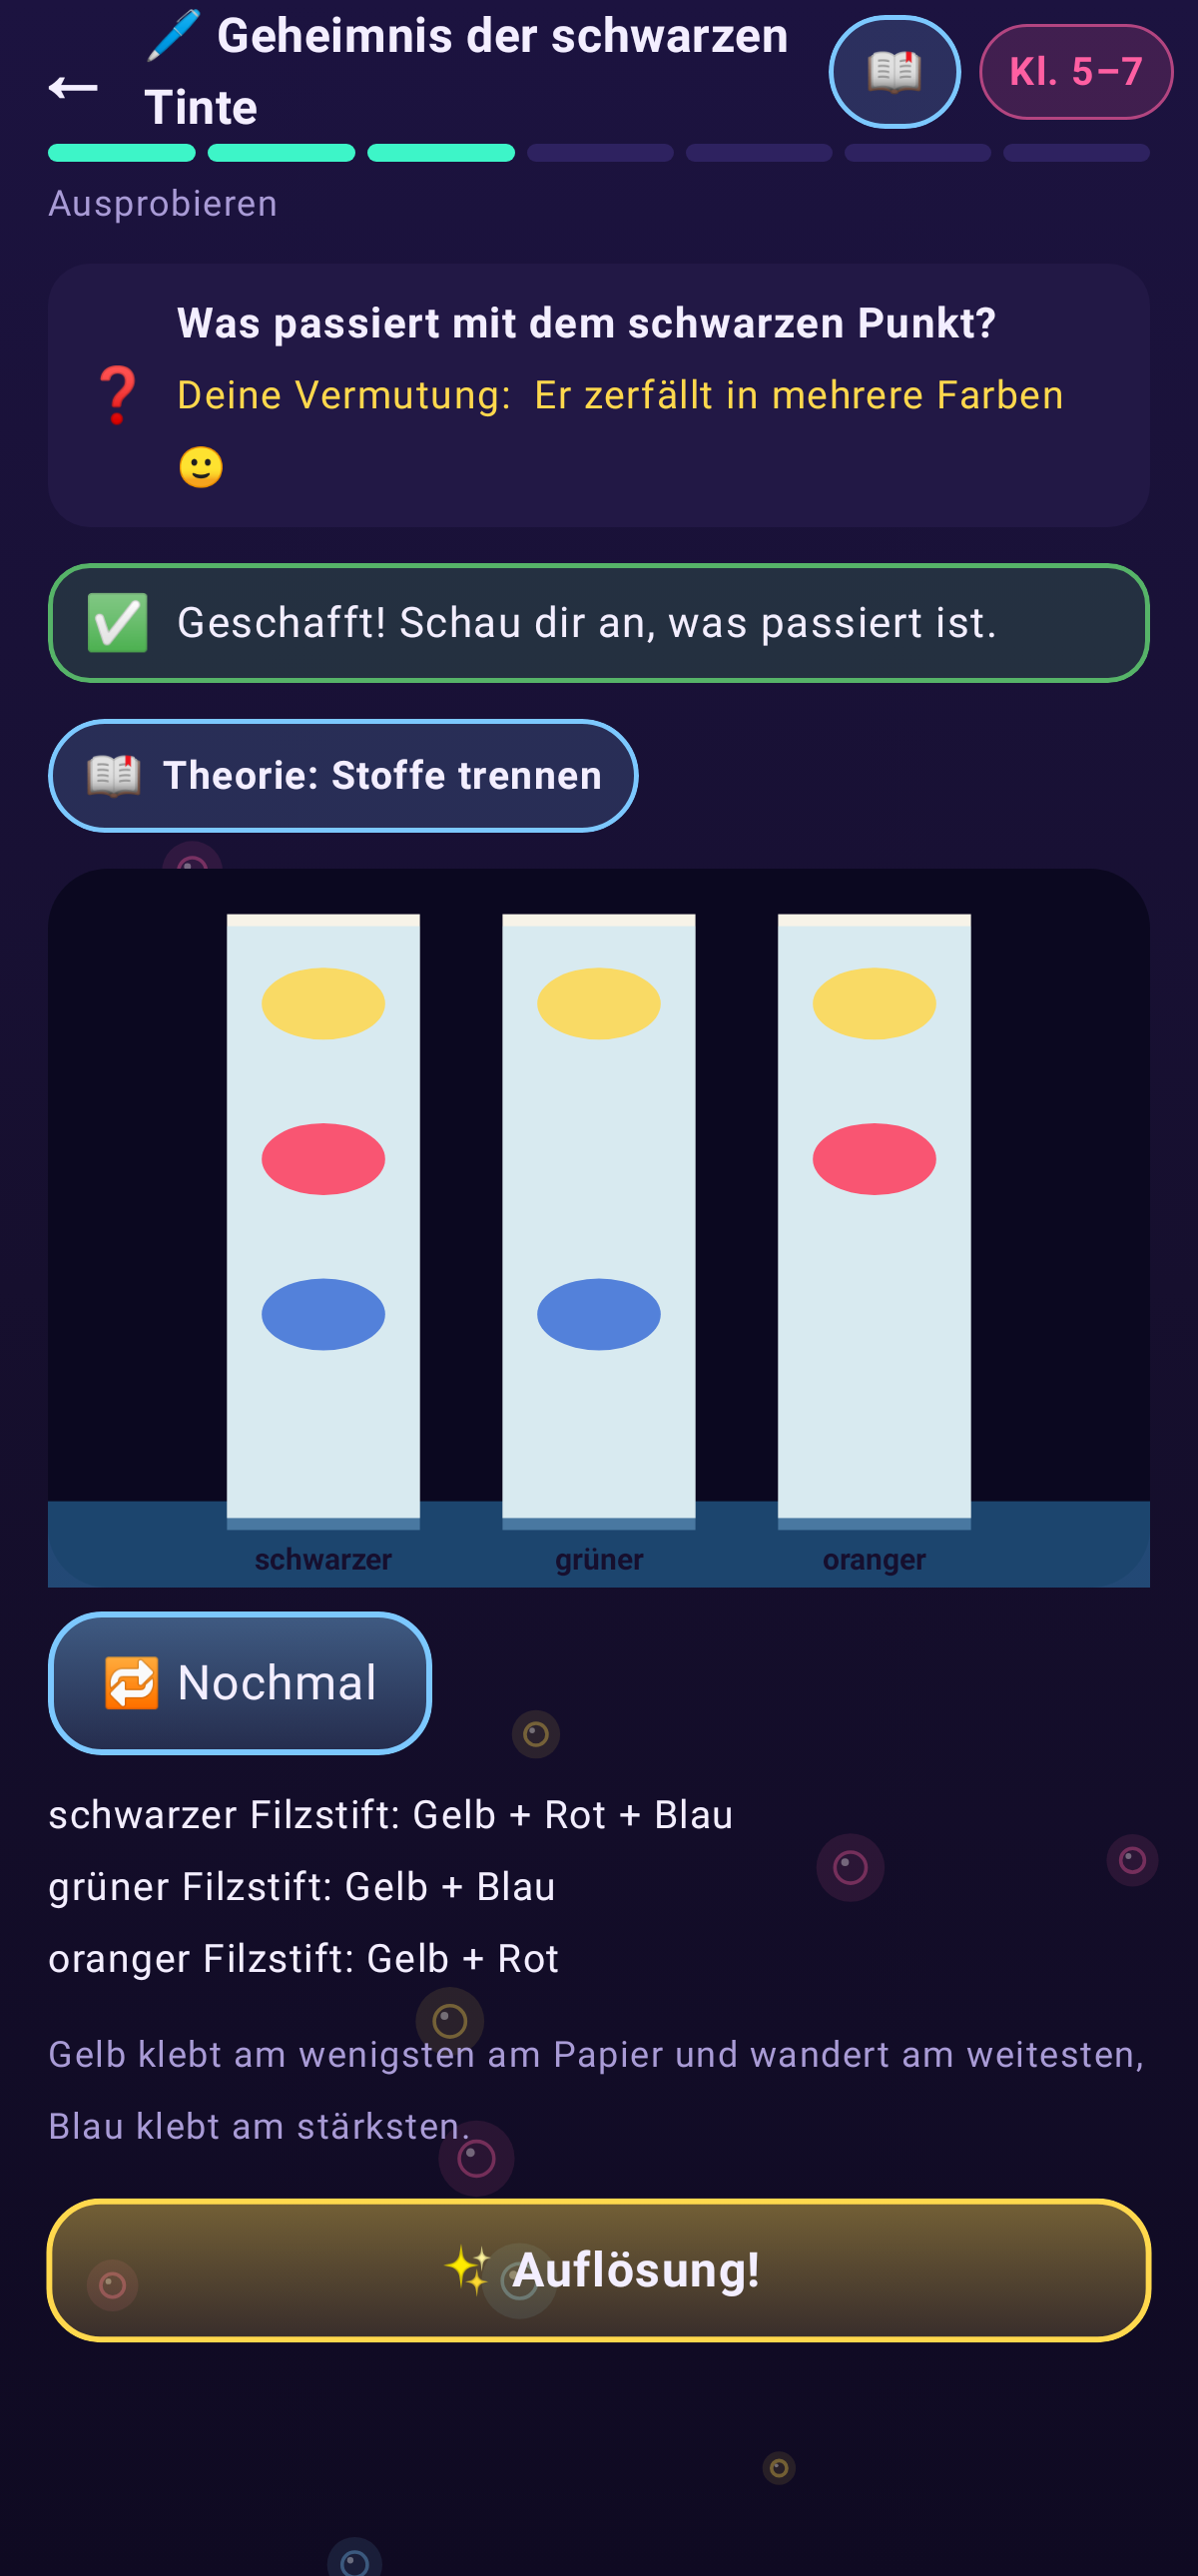 🖊️ Geheimnis der schwarzen
Tinte
Kl. 5–7
Ausprobieren
Was passiert mit dem schwarzen Punkt?
Deine Vermutung: Er zerfällt in mehrere Farben
🙂
Geschafft! Schau dir an, was passiert ist.
Theorie: Stoffe trennen
schwarzer
grüner
oranger
Nochmal
schwarzer Filzstift: Gelb + Rot + Blau
grüner Filzstift: Gelb + Blau
oranger Filzstift: Gelb + Rot
Gelb klebt am wenigsten am Papier und wandert am weitesten,
Blau klebt am stärksten.
✨ Auflösung!